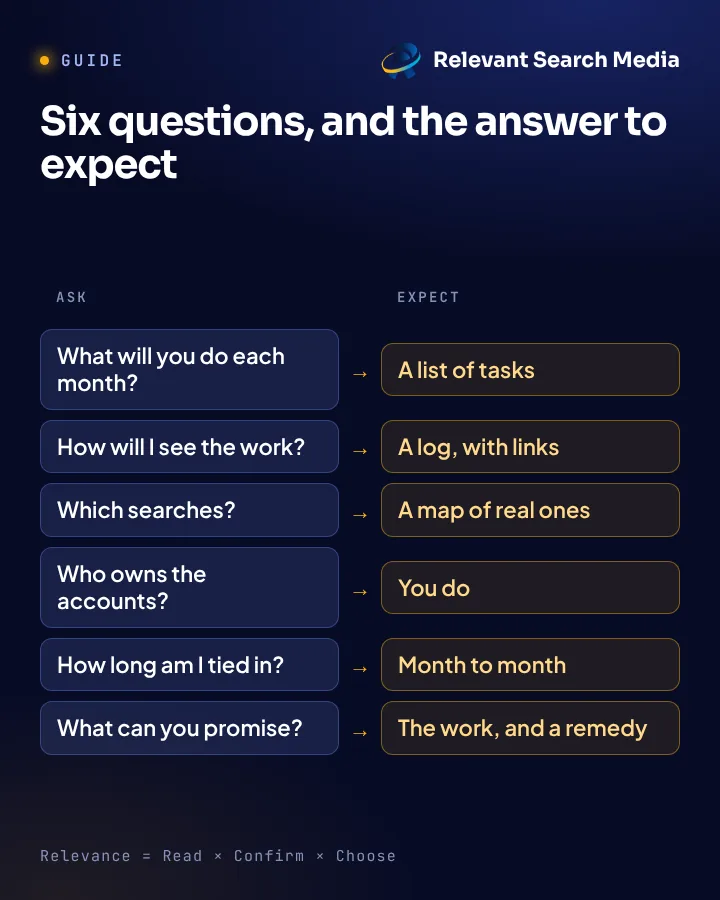 GUIDE
Relevant Search Media
Six questions, and the answer to
expect
ASK
EXPECT
What will you do each
month?
→
A list of tasks
How will I see the work?
→
A log, with links
Which searches?
→
A map of real ones
Who owns the
accounts?
→
You do
How long am I tied in?
→
Month to month
What can you promise?
→
The work, and a remedy
Relevance = Read × Confirm × Choose